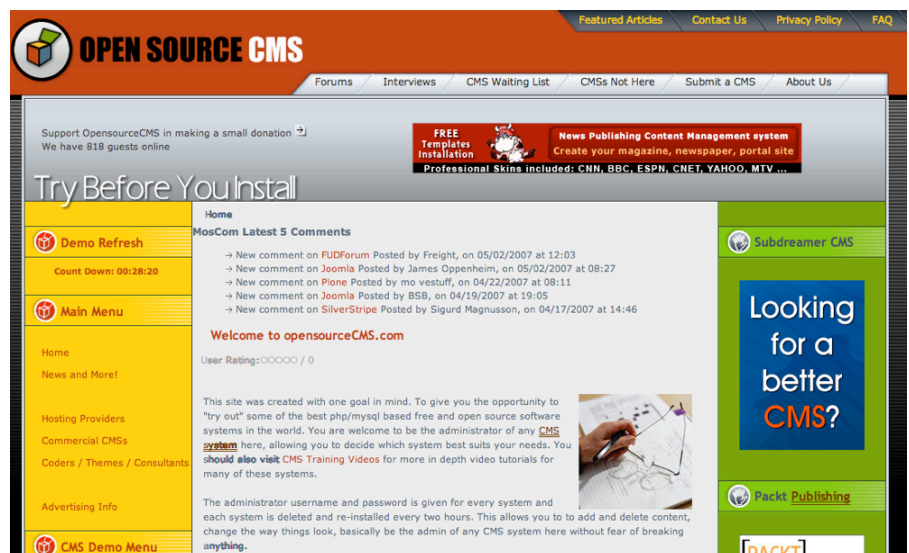 Featured Articles Contact Us Privacy Policy FAQ
OPEN SOURCE CMS
Forums Interviews CMS Waiting List CMSs Not Here Submit a CMS About Us
Support OpensourceCMS in making a small donation
We have 818 guests online
FREE
Templates
Installation
News Publishing Content Management system
Create your magazine, newspaper, portal site
Professional Skins included: CNN, BBC, ESPN, CNET, YAHOO, MTV ...
Try Before You Install
Demo Refresh
Count Down: 00:28:20
Main Menu
Home
News and More!
Hosting Providers
Commercial CMSs
Coders / Themes / Consultants
Advertising Info
CMS Demo Menu
Home
MosCom Latest 5 Comments
→ New comment on FUDForum Posted by Freight, on 05/02/2007 at 12:03
→ New comment on Joomla Posted by James Oppenheim, on 05/02/2007 at 08:27
→ New comment on Plone Posted by mo vestuff, on 04/22/2007 at 08:11
→ New comment on Joomla Posted by BSB, on 04/19/2007 at 19:05
→ New comment on SilverStripe Posted by Sigurd Magnusson, on 04/17/2007 at 14:46
Welcome to opensourceCMS.com
User Rating: / 0
This site was created with one goal in mind. To give you the opportunity to
"try out" some of the best php/mysql based free and open source software
systems in the world. You are welcome to be the administrator of any CMS
system here, allowing you to decide which system best suits your needs. You
should also visit CMS Training Videos for more in depth video tutorials for
many of these systems.
The administrator username and password is given for every system and
each system is deleted and re-installed every two hours. This allows you to to add and delete content,
change the way things look, basically be the admin of any CMS system here without fear of breaking
anything.
Subdreamer CMS
Looking
for a
better
CMS?
Packt Publishing
PACKT